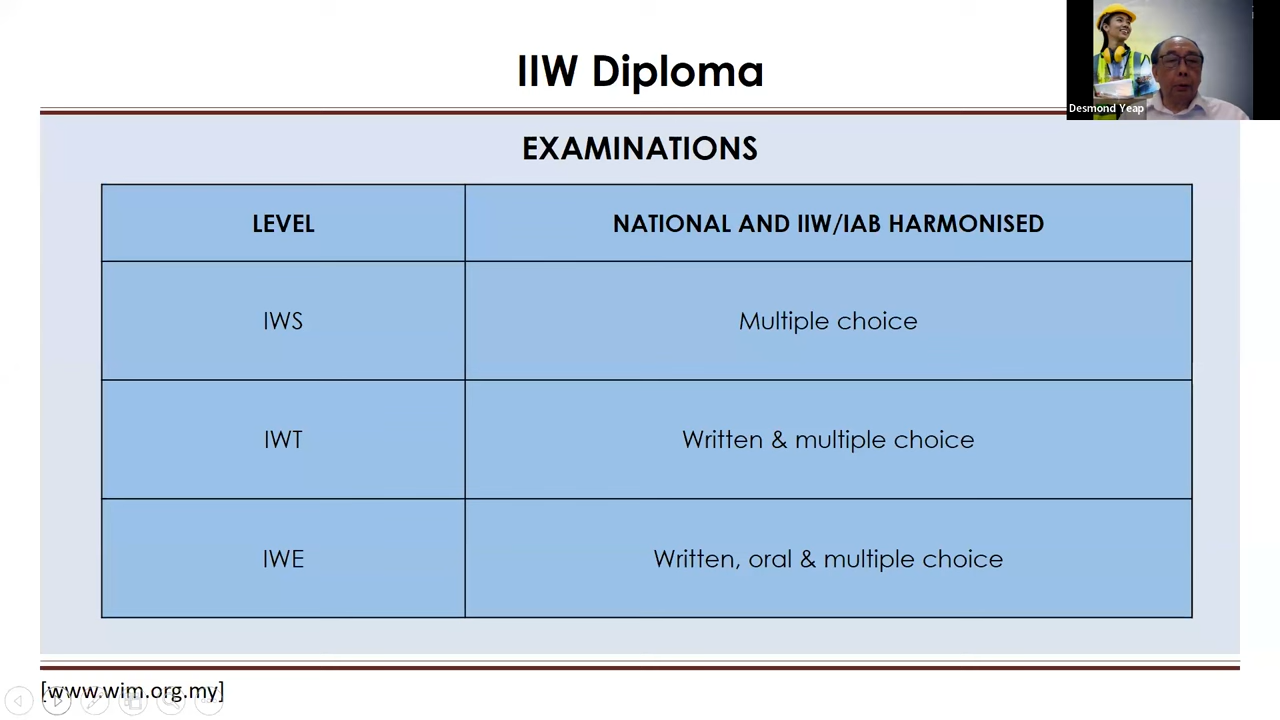 IIW Diploma
Desmond Yeap
EXAMINATIONS
LEVEL
NATIONAL AND IIW/IAB HARMONISED
IWS
Multiple choice
IWT
Written & multiple choice
IWE
Written, oral & multiple choice
[www.wim.org.my]